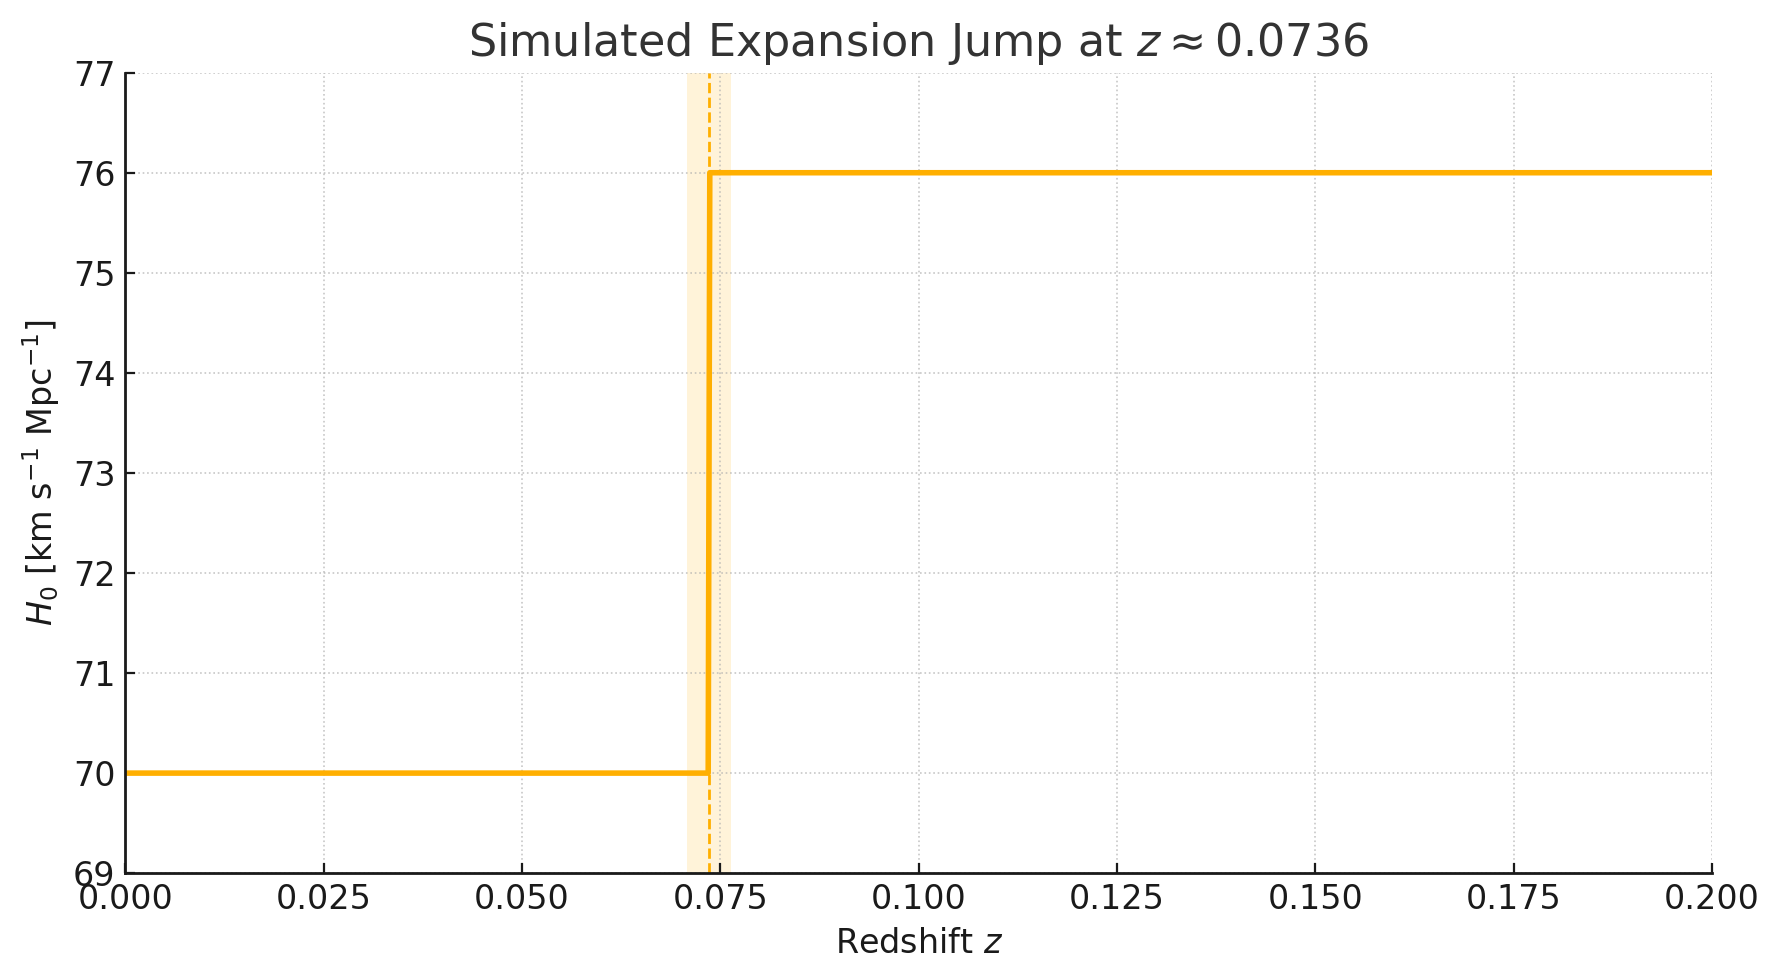 Simulated Expansion Jump at z ≈ 0.0736
77
76
75
74
73
72
71
70
69
H₀ [km s⁻¹ Mpc⁻¹]
0.000 0.025 0.050 0.075 0.100 0.125 0.150 0.175 0.200
Redshift z